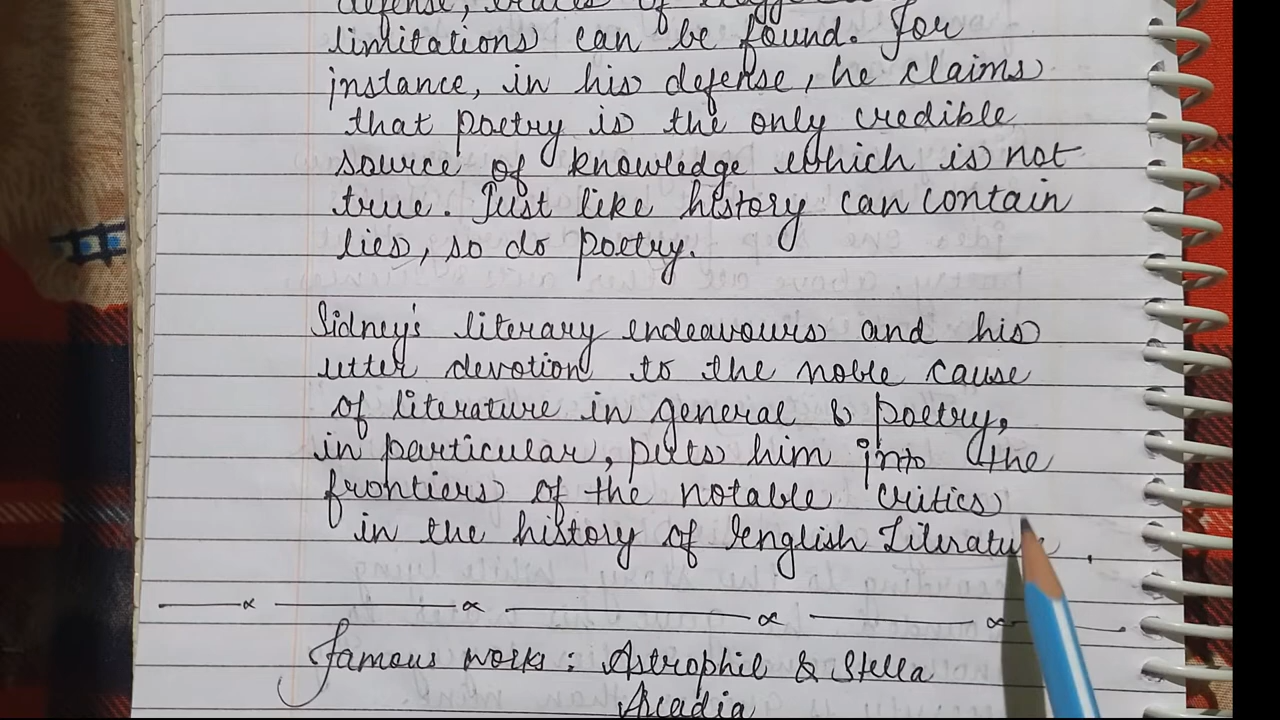 defense, traces of
limitations can be found. For
instance, in his defense, he claims
that poetry is the only credible
source of knowledge which is not
true. Just like history can contain
lies, so do poetry.
Sidney's literary endeavours and his
utter devotion to the noble cause
of literature in general & poetry,
in particular, puts him into the
frontiers of the notable critics
in the history of English Literature.
Famous works : Astrophil & Stella
Arcadia